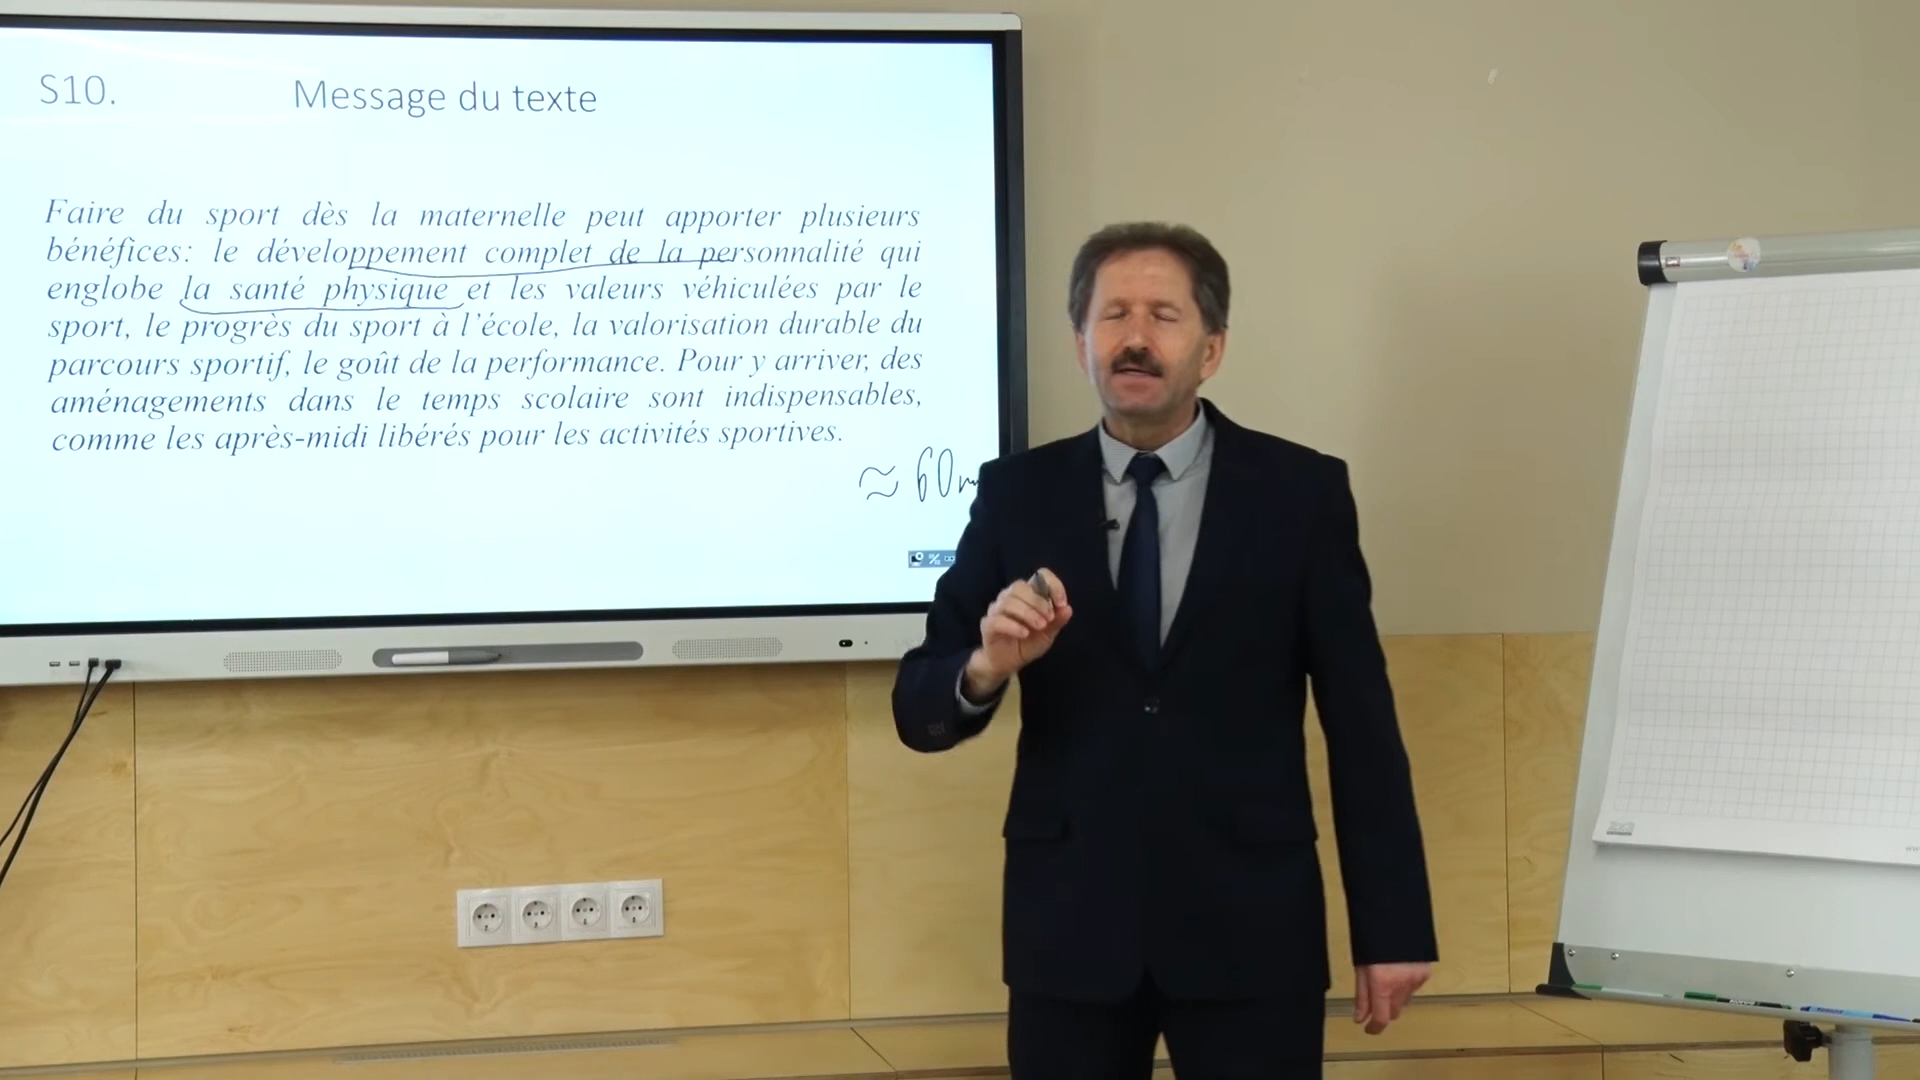 S10.
Message du texte
Faire du sport dès la maternelle peut apporter plusieurs
bénéfices: le développement complet de la personnalité qui
englobe la santé physique et les valeurs véhiculées par le
sport, le progrès du sport à l'école, la valorisation durable du
parcours sportif, le goût de la performance. Pour y arriver, des
aménagements dans le temps scolaire sont indispensables,
comme les après-midi libérés pour les activités sportives.
≈ 60